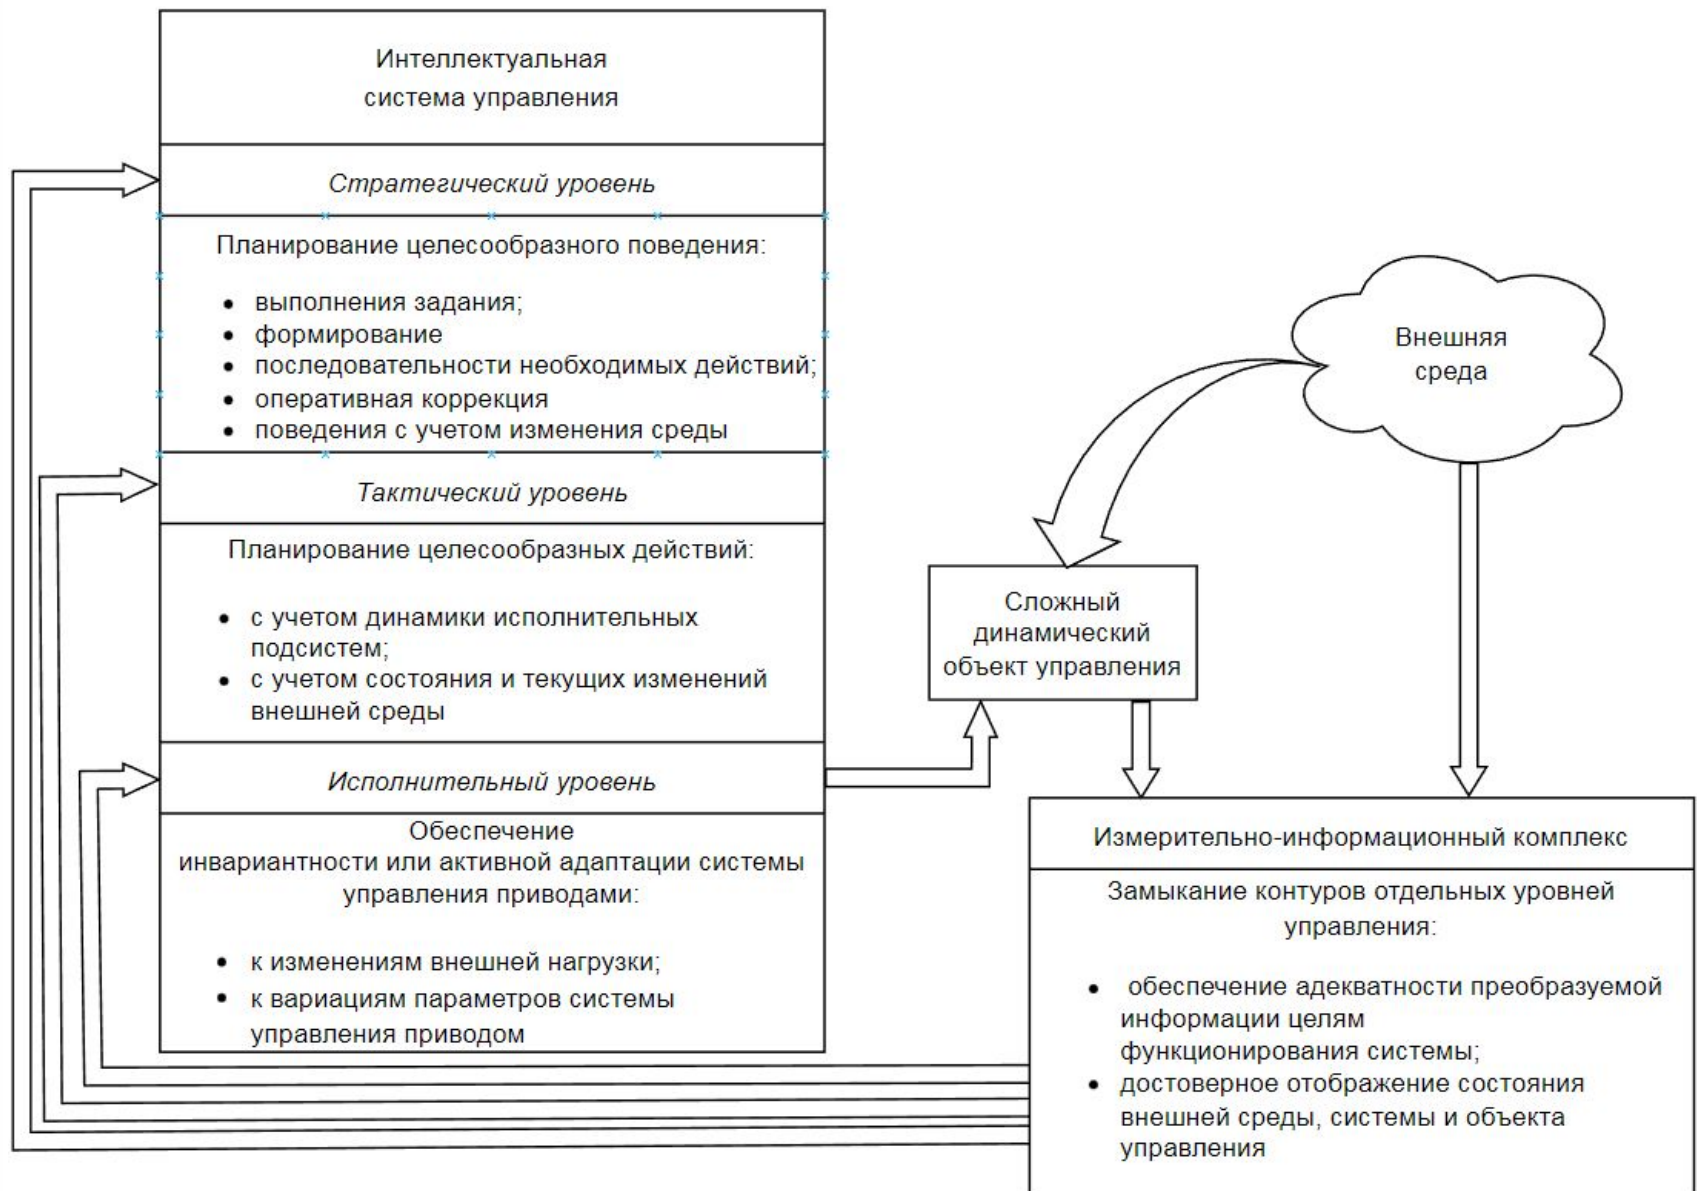 Интеллектуальная
система управления
Стратегический уровень
Планирование целесообразного поведения:
• выполнения задания;
• формирование
• последовательности необходимых действий;
• оперативная коррекция
• поведения с учетом изменения среды
Тактический уровень
Планирование целесообразных действий:
• с учетом динамики исполнительных
подсистем;
• с учетом состояния и текущих изменений
внешней среды
Исполнительный уровень
Обеспечение
инвариантности или активной адаптации системы
управления приводами:
• к изменениям внешней нагрузки;
• к вариациям параметров системы
управления приводом
Внешняя
среда
Сложный
динамический
объект управления
Измерительно-информационный комплекс
Замыкание контуров отдельных уровней
управления:
• обеспечение адекватности преобразуемой
информации целям
функционирования системы;
• достоверное отображение состояния
внешней среды, системы и объекта
управления